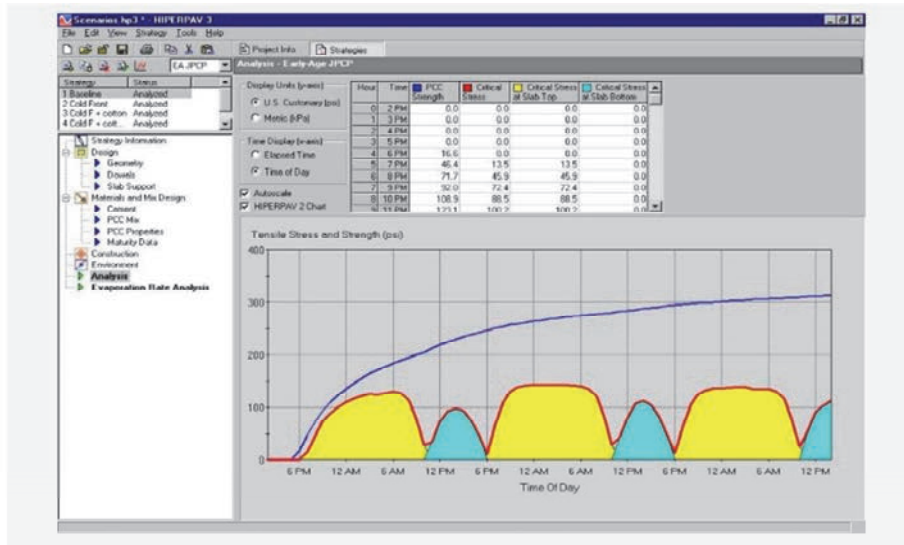 Scenarios.hp3 * - HIPERPAV 3
File Edit View Strategy Tools Help
Project Info Strategies
EA JPCP
Analysis - Early-Age JPCP
Strategy Status
1 Baseline Analyzed
2 Cold Front Analyzed
3 Cold F + cotton Analyzed
4 Cold F + cott... Analyzed
Strategy Information
Design
Geometry
Dowels
Slab Support
Materials and Mix Design
Cement
PCC Mix
PCC Properties
Maturity Data
Construction
Environment
Analysis
Evaporation Rate Analysis
Display Units (y-axis)
U.S. Customary (psi)
Metric (kPa)
Time Display (x-axis)
Elapsed Time
Time of Day
Autoscale
HIPERPAV 2 Chart
Hour Time PCC Strength Critical Stress Critical Stress at Slab Top Critical Stress at Slab Bottom
0 2 PM 0.0 0.0 0.0 0.0
1 3 PM 0.0 0.0 0.0 0.0
2 4 PM 0.0 0.0 0.0 0.0
3 5 PM 0.0 0.0 0.0 0.0
4 6 PM 16.6 0.0 0.0 0.0
5 7 PM 46.4 13.5 13.5 0.0
6 8 PM 71.7 45.9 45.9 0.0
7 9 PM 92.0 72.4 72.4 0.0
8 10 PM 108.9 88.5 88.5 0.0
9 11 PM 123.1 100.2 100.2 0.0
Tensile Stress and Strength (psi)
400
300
200
100
0
6 PM 12 AM 6 AM 12 PM 6 PM 12 AM 6 AM 12 PM 6 PM 12 AM 6 AM 12 PM
Time Of Day